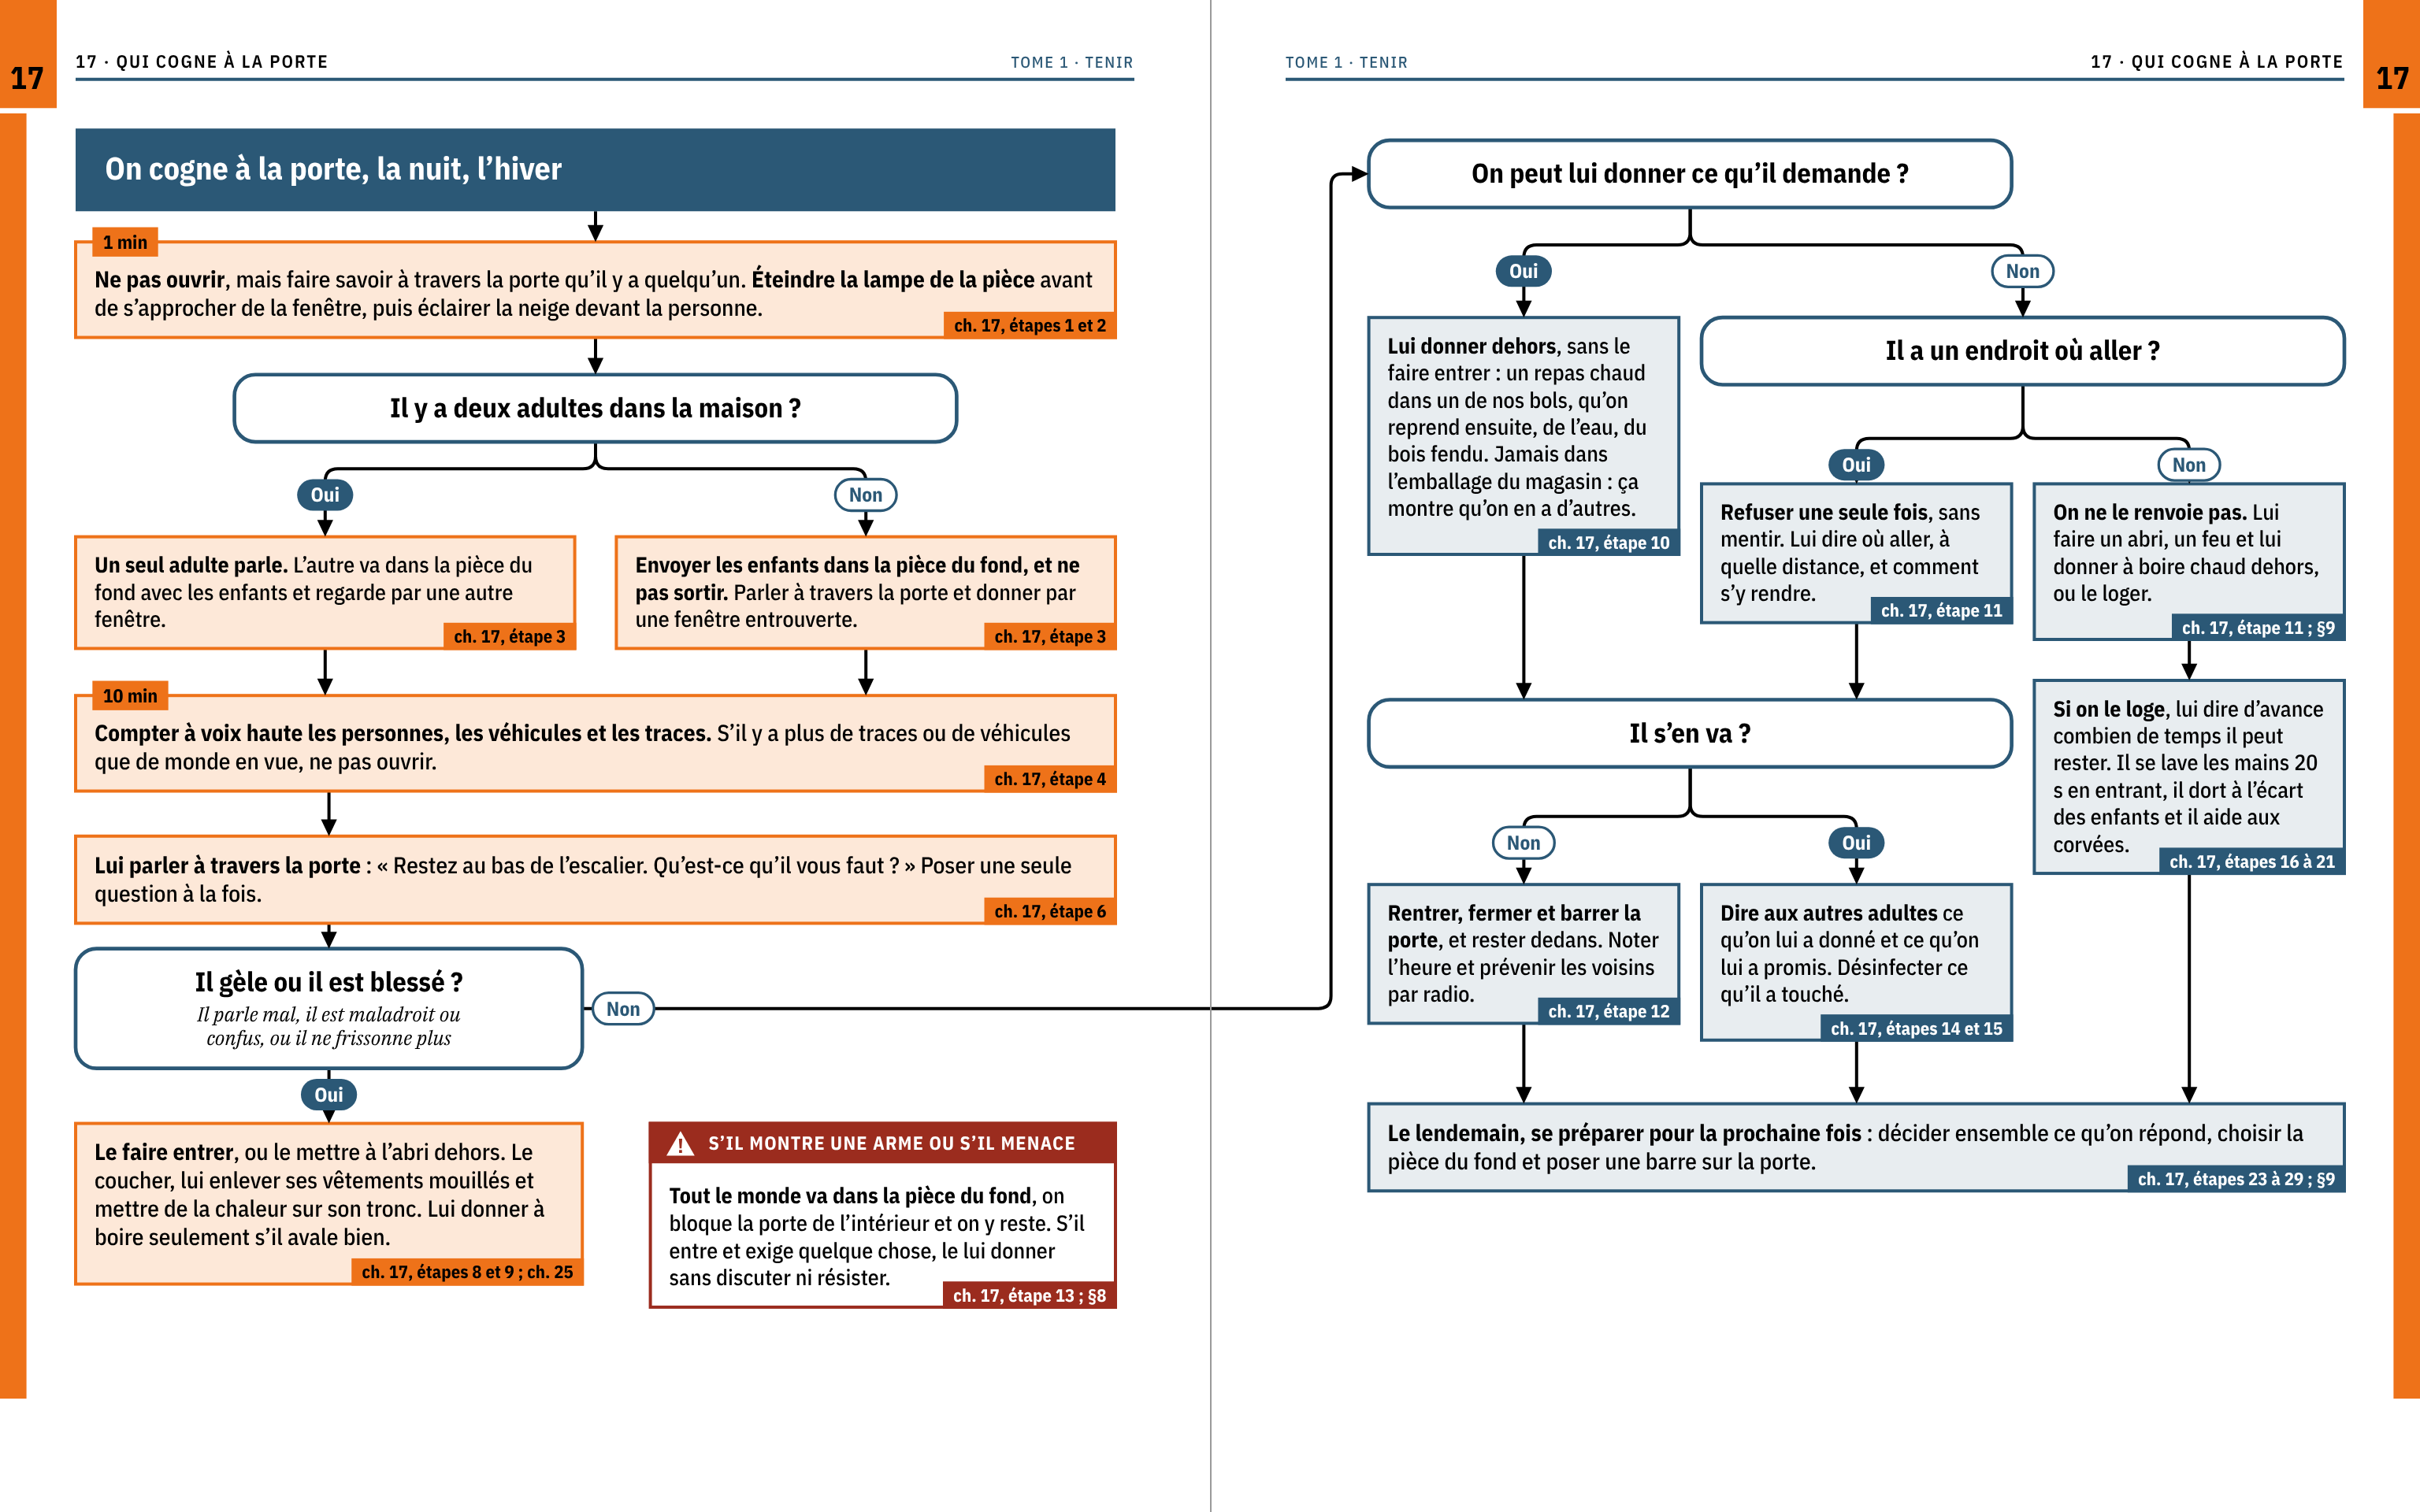 17
17 · QUI COGNE À LA PORTE
TOME 1 · TENIR
On cogne à la porte, la nuit, l’hiver
1 min
Ne pas ouvrir, mais faire savoir à travers la porte qu’il y a quelqu’un. Éteindre la lampe de la pièce avant
de s’approcher de la fenêtre, puis éclairer la neige devant la personne.
ch. 17, étapes 1 et 2
Il y a deux adultes dans la maison ?
Oui
Non
Un seul adulte parle. L’autre va dans la pièce du
fond avec les enfants et regarde par une autre
fenêtre.
ch. 17, étape 3
Envoyer les enfants dans la pièce du fond, et ne
pas sortir. Parler à travers la porte et donner par
une fenêtre entrouverte.
ch. 17, étape 3
10 min
Compter à voix haute les personnes, les véhicules et les traces. S’il y a plus de traces ou de véhicules
que de monde en vue, ne pas ouvrir.
ch. 17, étape 4
Lui parler à travers la porte : « Restez au bas de l’escalier. Qu’est-ce qu’il vous faut ? » Poser une seule
question à la fois.
ch. 17, étape 6
Il gèle ou il est blessé ?
Il parle mal, il est maladroit ou
confus, ou il ne frissonne plus
Non
Oui
Le faire entrer, ou le mettre à l’abri dehors. Le
coucher, lui enlever ses vêtements mouillés et
mettre de la chaleur sur son tronc. Lui donner à
boire seulement s’il avale bien.
ch. 17, étapes 8 et 9 ; ch. 25
S’IL MONTRE UNE ARME OU S’IL MENACE
Tout le monde va dans la pièce du fond, on
bloque la porte de l’intérieur et on y reste. S’il
entre et exige quelque chose, le lui donner
sans discuter ni résister.
ch. 17, étape 13 ; §8
TOME 1 · TENIR
17 · QUI COGNE À LA PORTE
17
On peut lui donner ce qu’il demande ?
Oui
Non
Lui donner dehors, sans le
faire entrer : un repas chaud
dans un de nos bols, qu’on
reprend ensuite, de l’eau, du
bois fendu. Jamais dans
l’emballage du magasin : ça
montre qu’on en a d’autres.
ch. 17, étape 10
Il a un endroit où aller ?
Oui
Non
Refuser une seule fois, sans
mentir. Lui dire où aller, à
quelle distance, et comment
s’y rendre.
ch. 17, étape 11
On ne le renvoie pas. Lui
faire un abri, un feu et lui
donner à boire chaud dehors,
ou le loger.
ch. 17, étape 11 ; §9
Si on le loge, lui dire d’avance
combien de temps il peut
rester. Il se lave les mains 20
s en entrant, il dort à l’écart
des enfants et il aide aux
corvées.
ch. 17, étapes 16 à 21
Il s’en va ?
Non
Oui
Rentrer, fermer et barrer la
porte, et rester dedans. Noter
l’heure et prévenir les voisins
par radio.
ch. 17, étape 12
Dire aux autres adultes ce
qu’on lui a donné et ce qu’on
lui a promis. Désinfecter ce
qu’il a touché.
ch. 17, étapes 14 et 15
Le lendemain, se préparer pour la prochaine fois : décider ensemble ce qu’on répond, choisir la
pièce du fond et poser une barre sur la porte.
ch. 17, étapes 23 à 29 ; §9